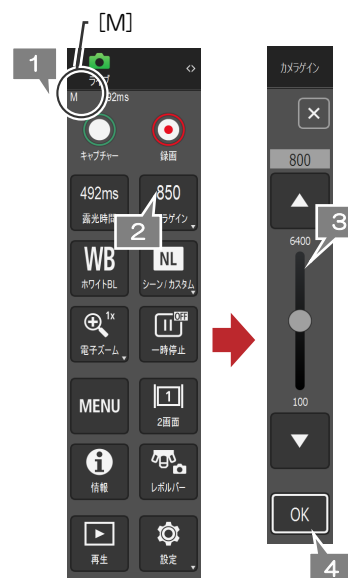 [M]
1
ライブ
M 492ms
キャプチャー
録画
492ms
850
露光時間
2
WB
NL
ホワイトBL
シーン/カスタム
1x
OFF
電子ズーム
一時停止
MENU
1
2画面
情報
レボルバー
再生
設定
カメラゲイン
×
800
3
6400
100
OK
4